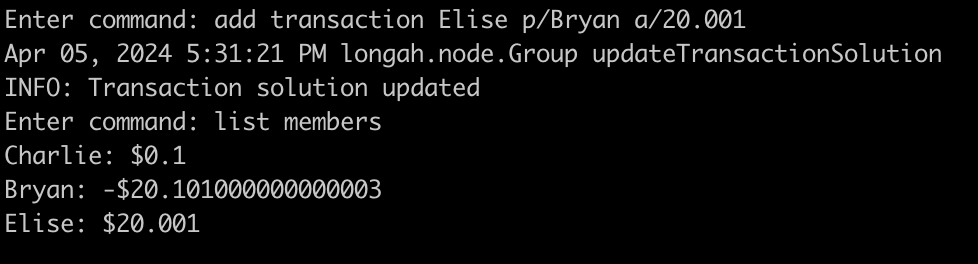 Enter command: add transaction Elise p/Bryan a/20.001
Apr 05, 2024 5:31:21 PM longah.node.Group updateTransactionSolution
INFO: Transaction solution updated
Enter command: list members
Charlie: $0.1
Bryan: -$20.101000000000003
Elise: $20.001